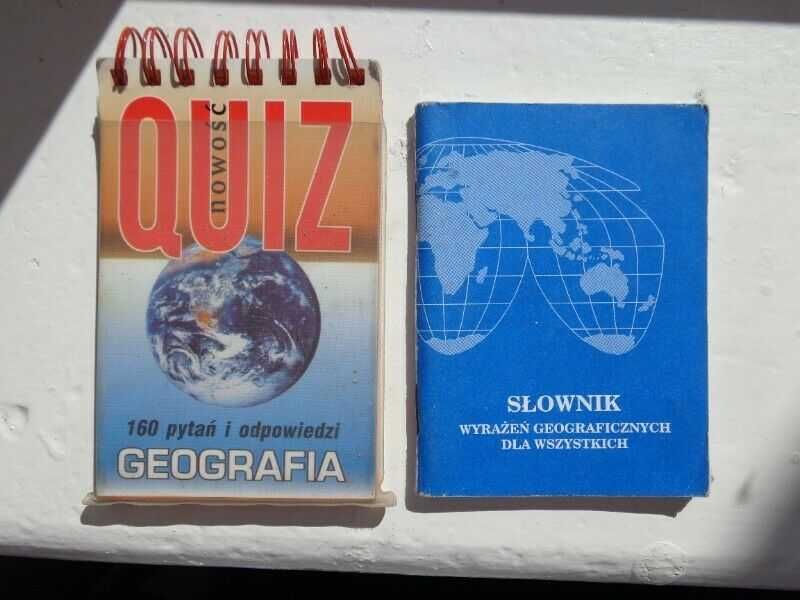 QUIZ
nowość
160 pytań i odpowiedzi
GEOGRAFIA
SŁOWNIK
WYRAŻEŃ GEOGRAFICZNYCH
DLA WSZYSTKICH